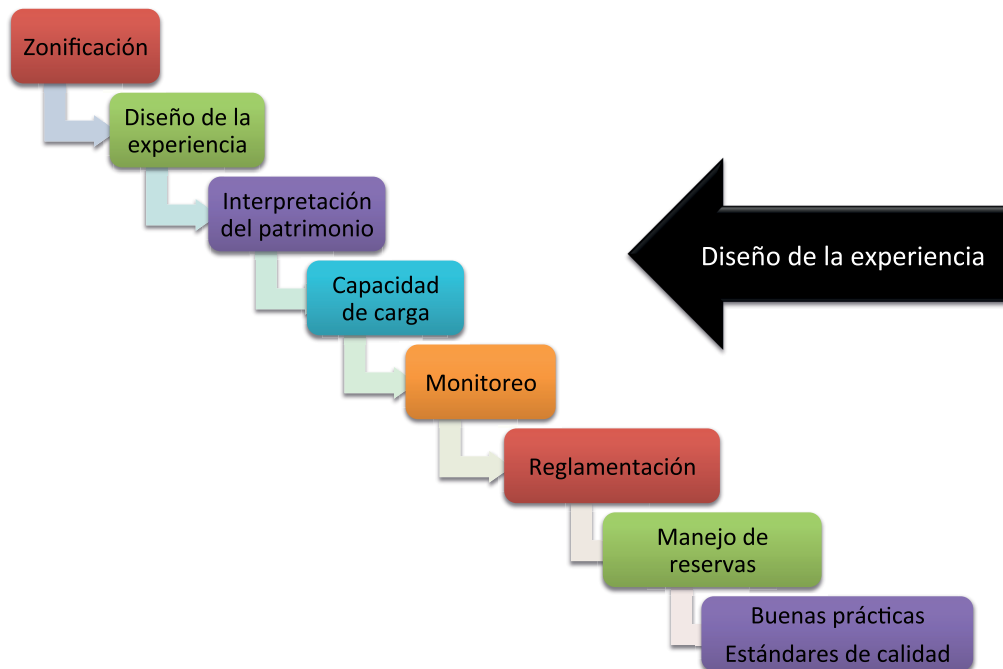 Zonificación
Diseño de la
experiencia
Interpretación
del patrimonio
Diseño de la experiencia
Capacidad
de carga
Monitoreo
Reglamentación
Manejo de
reservas
Buenas prácticas
Estándares de calidad